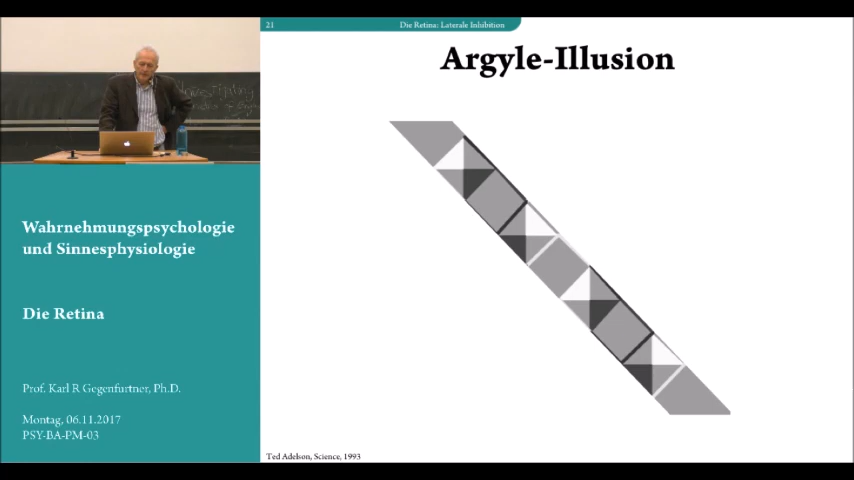 21
Die Retina: Laterale Inhibition
Argyle-Illusion
Wahrnehmungspsychologie
und Sinnesphysiologie
Die Retina
Prof. Karl R Gegenfurtner, Ph.D.
Montag, 06.11.2017
PSY-BA-PM-03
Ted Adelson, Science, 1993